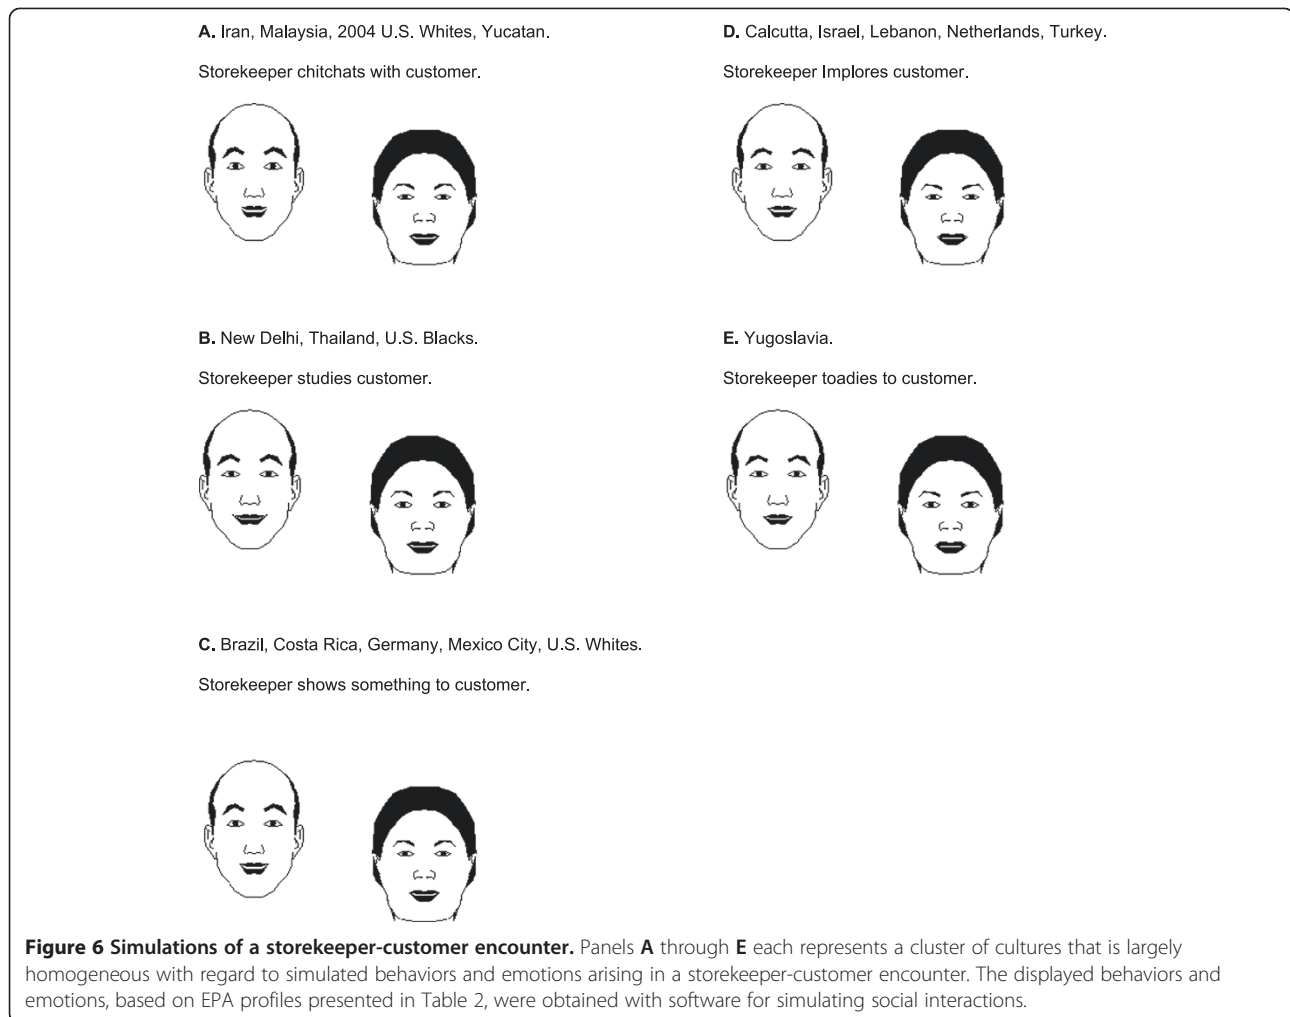 A. Iran, Malaysia, 2004 U.S. Whites, Yucatan.
Storekeeper chitchats with customer.
B. New Delhi, Thailand, U.S. Blacks.
Storekeeper studies customer.
C. Brazil, Costa Rica, Germany, Mexico City, U.S. Whites.
Storekeeper shows something to customer.
D. Calcutta, Israel, Lebanon, Netherlands, Turkey.
Storekeeper Implores customer.
E. Yugoslavia.
Storekeeper toadies to customer.
Figure 6 Simulations of a storekeeper-customer encounter. Panels A through E each represents a cluster of cultures that is largely
homogeneous with regard to simulated behaviors and emotions arising in a storekeeper-customer encounter. The displayed behaviors and
emotions, based on EPA profiles presented in Table 2, were obtained with software for simulating social interactions.